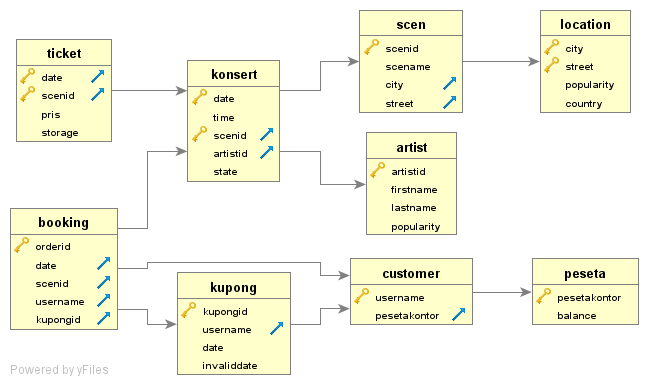 ticket
date
scenid
pris
storage
konsert
date
time
scenid
artistid
state
scen
scenid
scename
city
street
location
city
street
popularity
country
artist
artistid
firstname
lastname
popularity
booking
orderid
date
scenid
username
kupongid
kupong
kupongid
username
date
invaliddate
customer
username
pesetakontor
peseta
pesetakontor
balance
Powered by yFiles